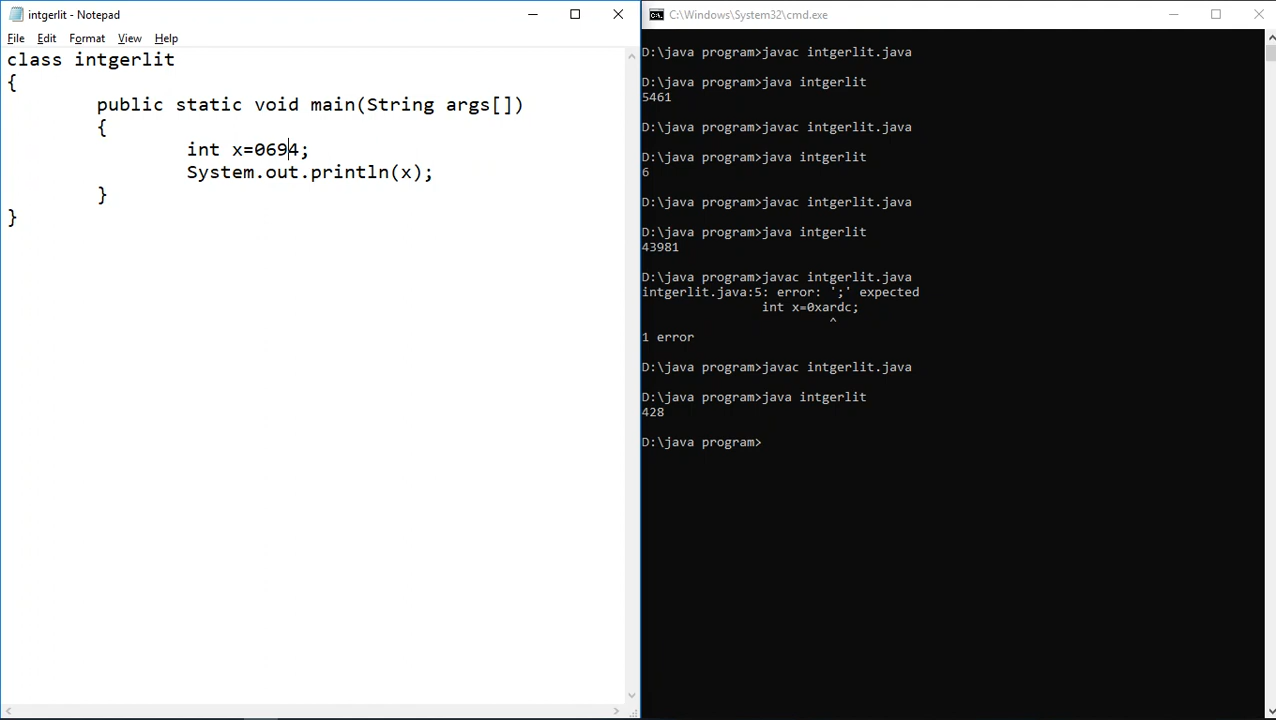 intgerlit - Notepad
File Edit Format View Help
class intgerlit
{
public static void main(String args[])
{
int x=0694;
System.out.println(x);
}
}
C:\Windows\System32\cmd.exe
D:\java program>javac intgerlit.java
D:\java program>java intgerlit
5461
D:\java program>javac intgerlit.java
D:\java program>java intgerlit
6
D:\java program>javac intgerlit.java
D:\java program>java intgerlit
43981
D:\java program>javac intgerlit.java
intgerlit.java:5: error: ';' expected
int x=0xardc;
^
1 error
D:\java program>javac intgerlit.java
D:\java program>java intgerlit
428
D:\java program>